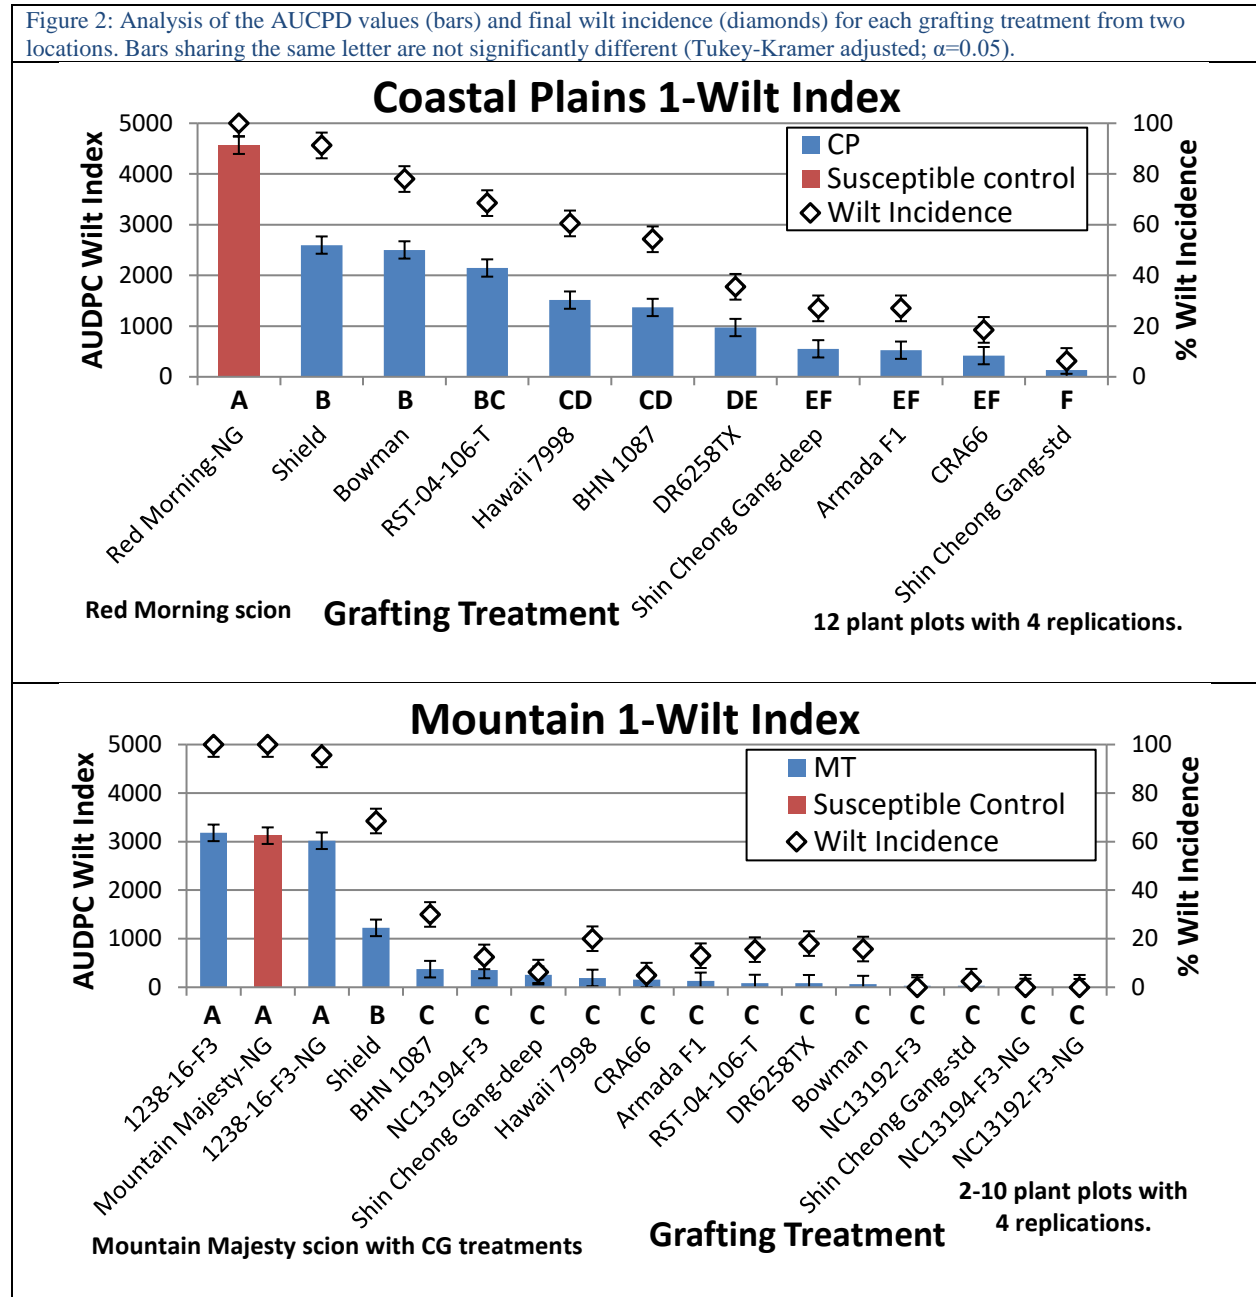 Figure 2: Analysis of the AUCPD values (bars) and final wilt incidence (diamonds) for each grafting treatment from two
locations. Bars sharing the same letter are not significantly different (Tukey-Kramer adjusted; α=0.05).
Coastal Plains 1-Wilt Index
AUDPC Wilt Index
5000
4000
3000
2000
1000
0
CP
Susceptible control
Wilt Incidence
100
80
60
40
20
0
% Wilt Incidence
A B B BC CD CD DE EF EF EF F
Red Morning-NG
Shield
Bowman
RST-04-106-T
Hawaii 7998
BHN 1087
DR6258TX
Shin Cheong Gang-deep
Armada F1
CRA66
Shin Cheong Gang-std
Red Morning scion
Grafting Treatment
12 plant plots with 4 replications.
Mountain 1-Wilt Index
AUDPC Wilt Index
5000
4000
3000
2000
1000
0
MT
Susceptible Control
Wilt Incidence
100
80
60
40
20
0
% Wilt Incidence
A A A B C C C C C C C C C C C C C
1238-16-F3
Mountain Majesty-NG
1238-16-F3-NG
Shield
BHN 1087
NC13194-F3
Shin Cheong Gang-deep
Hawaii 7998
CRA66
Armada F1
RST-04-106-T
DR6258TX
Bowman
NC13192-F3
Shin Cheong Gang-std
NC13194-F3-NG
NC13192-F3-NG
Mountain Majesty scion with CG treatments
Grafting Treatment
2-10 plant plots with
4 replications.